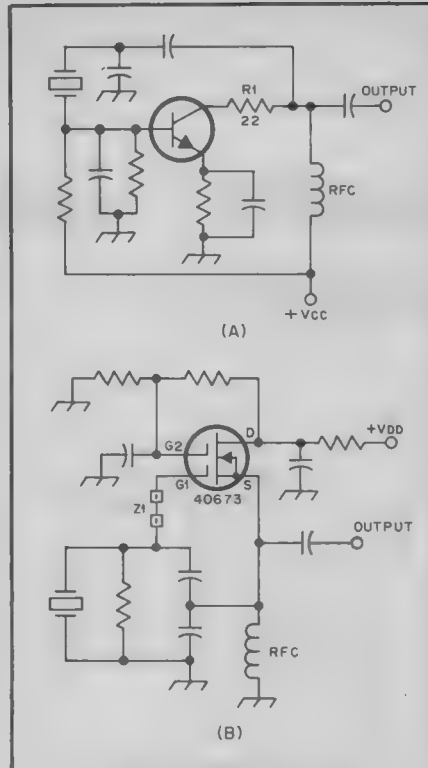 OUTPUT
R1
22
RFC
+VCC
(A)
D
+VDD
G2
G1
S
40673
Z1
OUTPUT
RFC
(B)